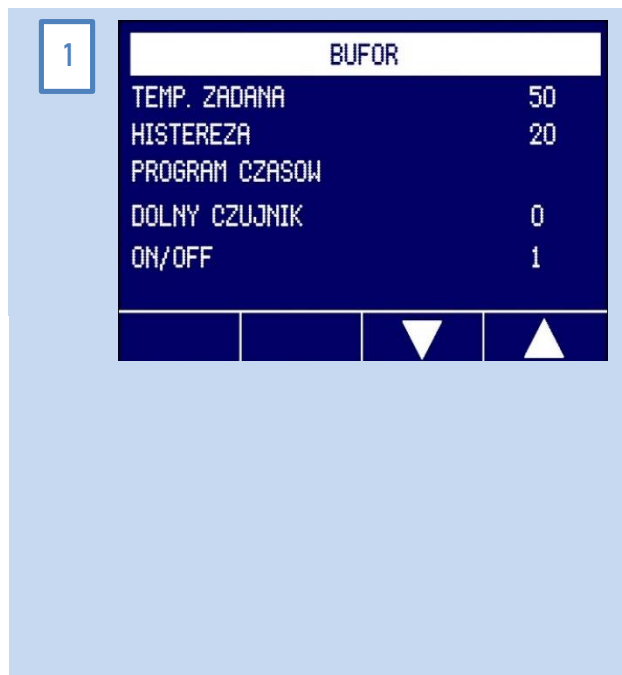 1
BUFOR
TEMP. ZADANA 50
HISTEREZA 20
PROGRAM CZASOW
DOLNY CZUJNIK 0
ON/OFF 1